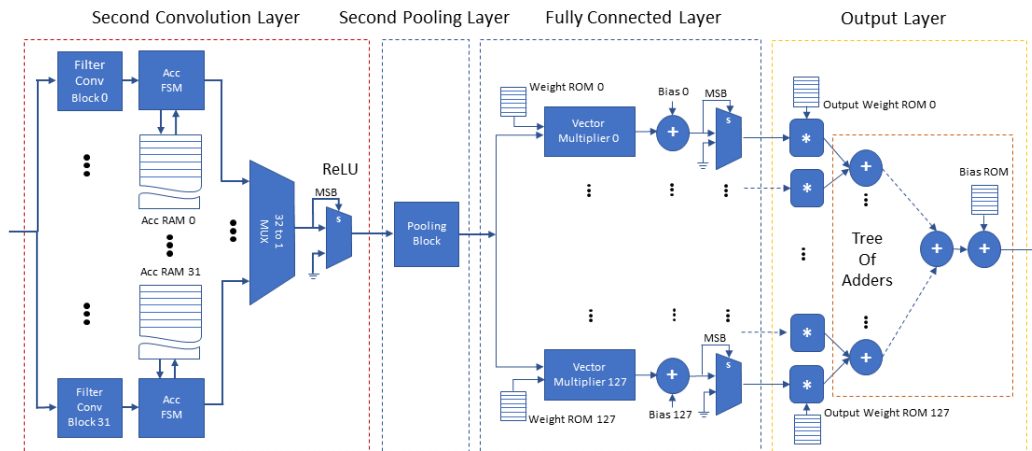 Second Convolution Layer
Second Pooling Layer
Fully Connected Layer
Output Layer
Filter
Conv
Block 0
Acc
FSM
Acc RAM 0
Acc RAM 31
Filter
Conv
Block 31
Acc
FSM
32 to 1
MUX
ReLU
MSB
S
Pooling
Block
Weight ROM 0
Vector
Multiplier 0
Bias 0
+
MSB
S
Vector
Multiplier 127
Weight ROM 127
+
Bias 127
MSB
S
Output Weight ROM 0
*
*
+
Bias ROM
Tree
Of
Adders
+
+
*
*
+
Output Weight ROM 127